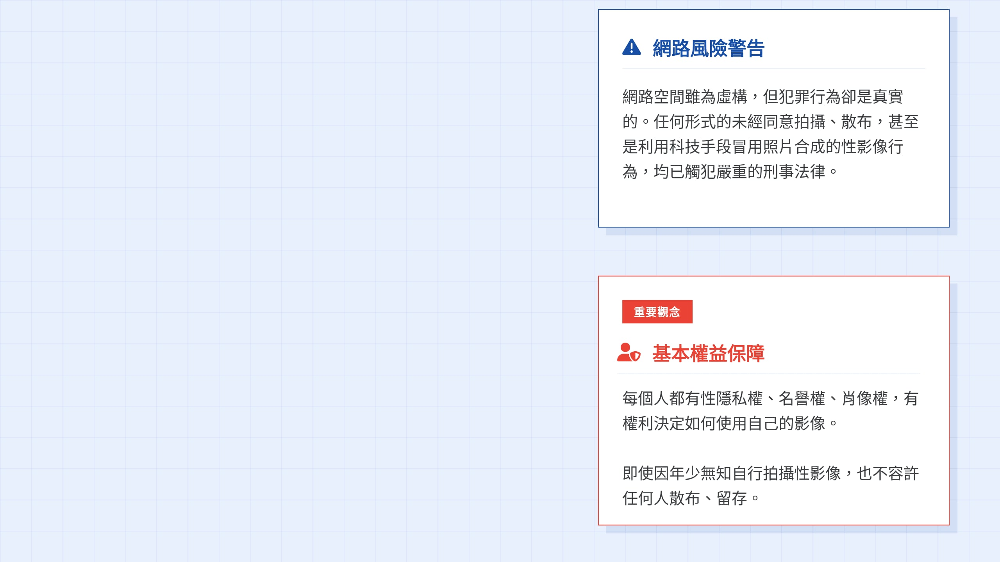 網路風險警告
網路空間雖為虛構，但犯罪行為卻是真實
的。任何形式的未經同意拍攝、散布，甚至
是利用科技手段冒用照片合成的性影像行
為，均已觸犯嚴重的刑事法律。
重要觀念
基本權益保障
每個人都有性隱私權、名譽權、肖像權，有
權利決定如何使用自己的影像。
即使因年少無知自行拍攝性影像，也不容許
任何人散布、留存。